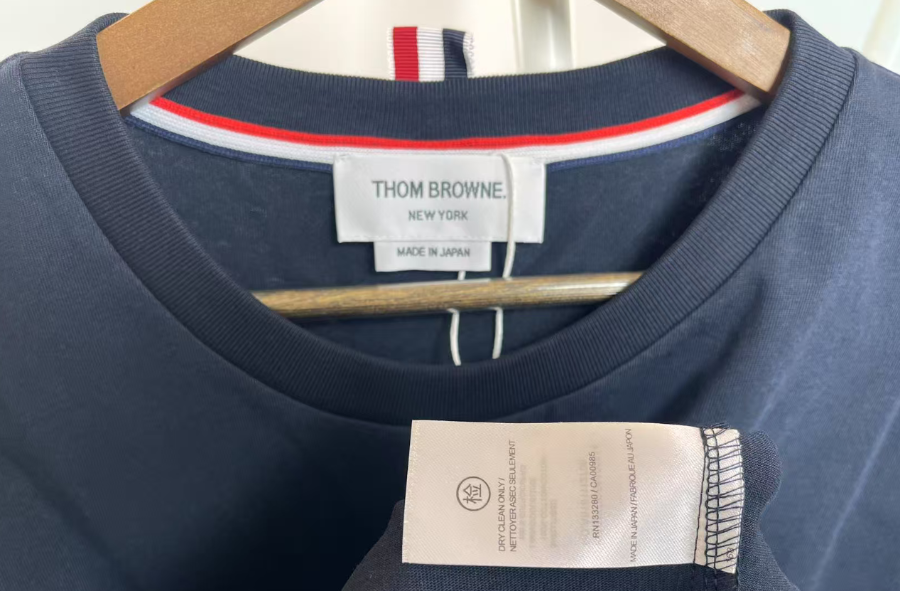 THOM BROWNE.
NEW YORK
MADE IN JAPAN
检
DRY CLEAN ONLY /
NETTOYER A SEC SEULEMENT
RN133280 / CA00985
MADE IN JAPAN / FABRIQUE AU JAPON